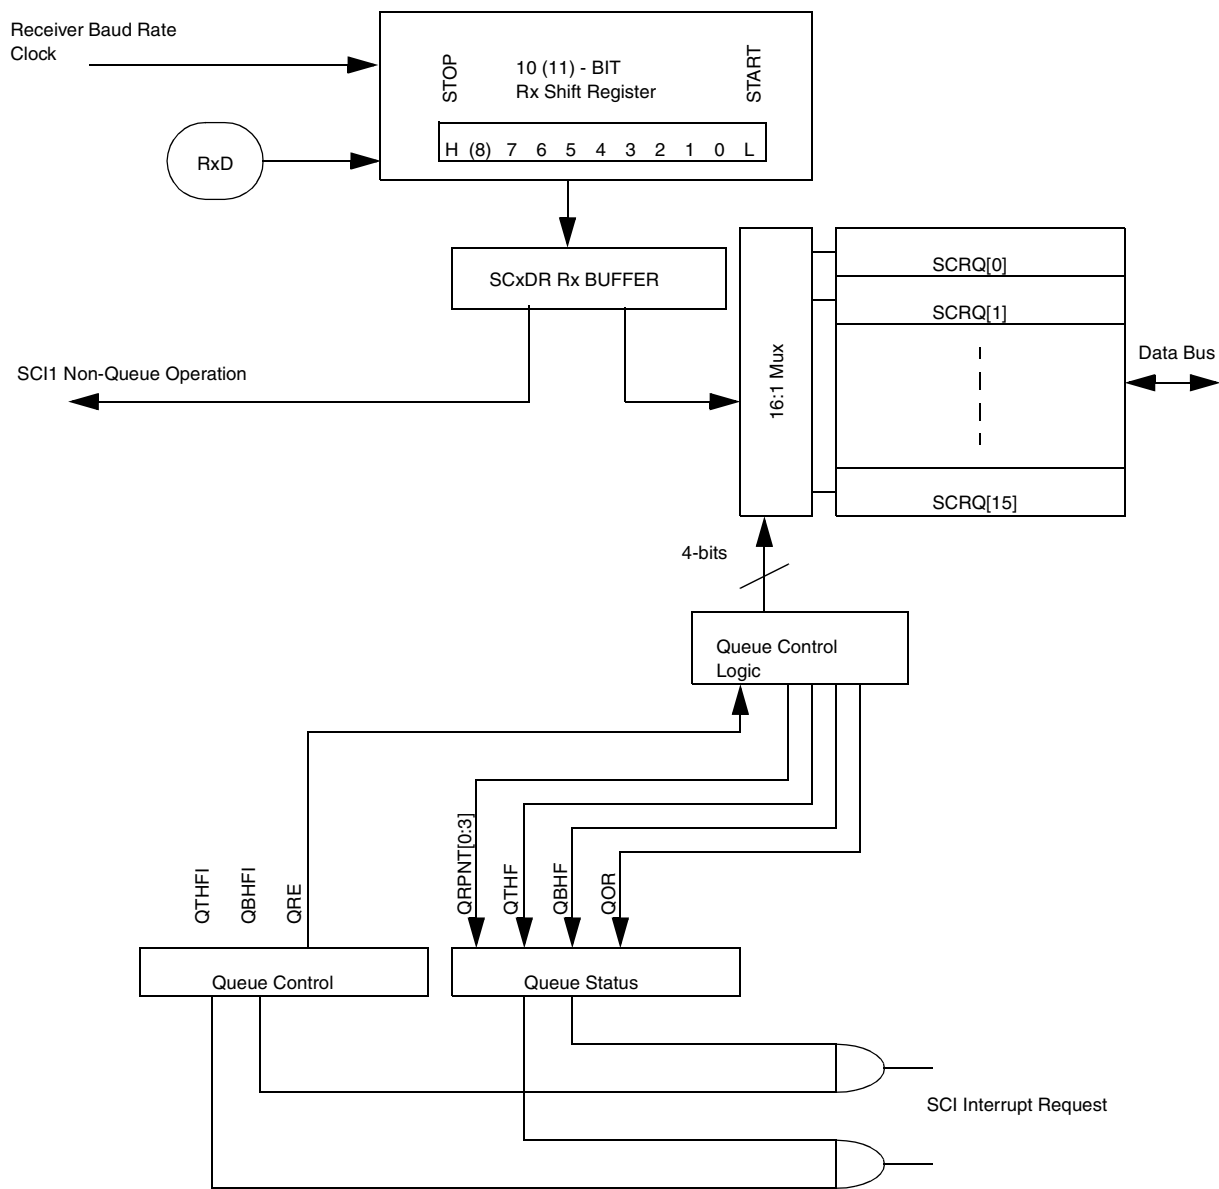 Receiver Baud Rate
Clock
STOP
10 (11) - BIT
Rx Shift Register
START
H (8) 7 6 5 4 3 2 1 0 L
RxD
SCxDR Rx BUFFER
SCI1 Non-Queue Operation
16:1 Mux
SCRQ[0]
SCRQ[1]
SCRQ[15]
Data Bus
4-bits
Queue Control
Logic
QTHFI
QBHFI
QRE
QRPNT[0:3]
QTHF
QBHF
QOR
Queue Control
Queue Status
SCI Interrupt Request